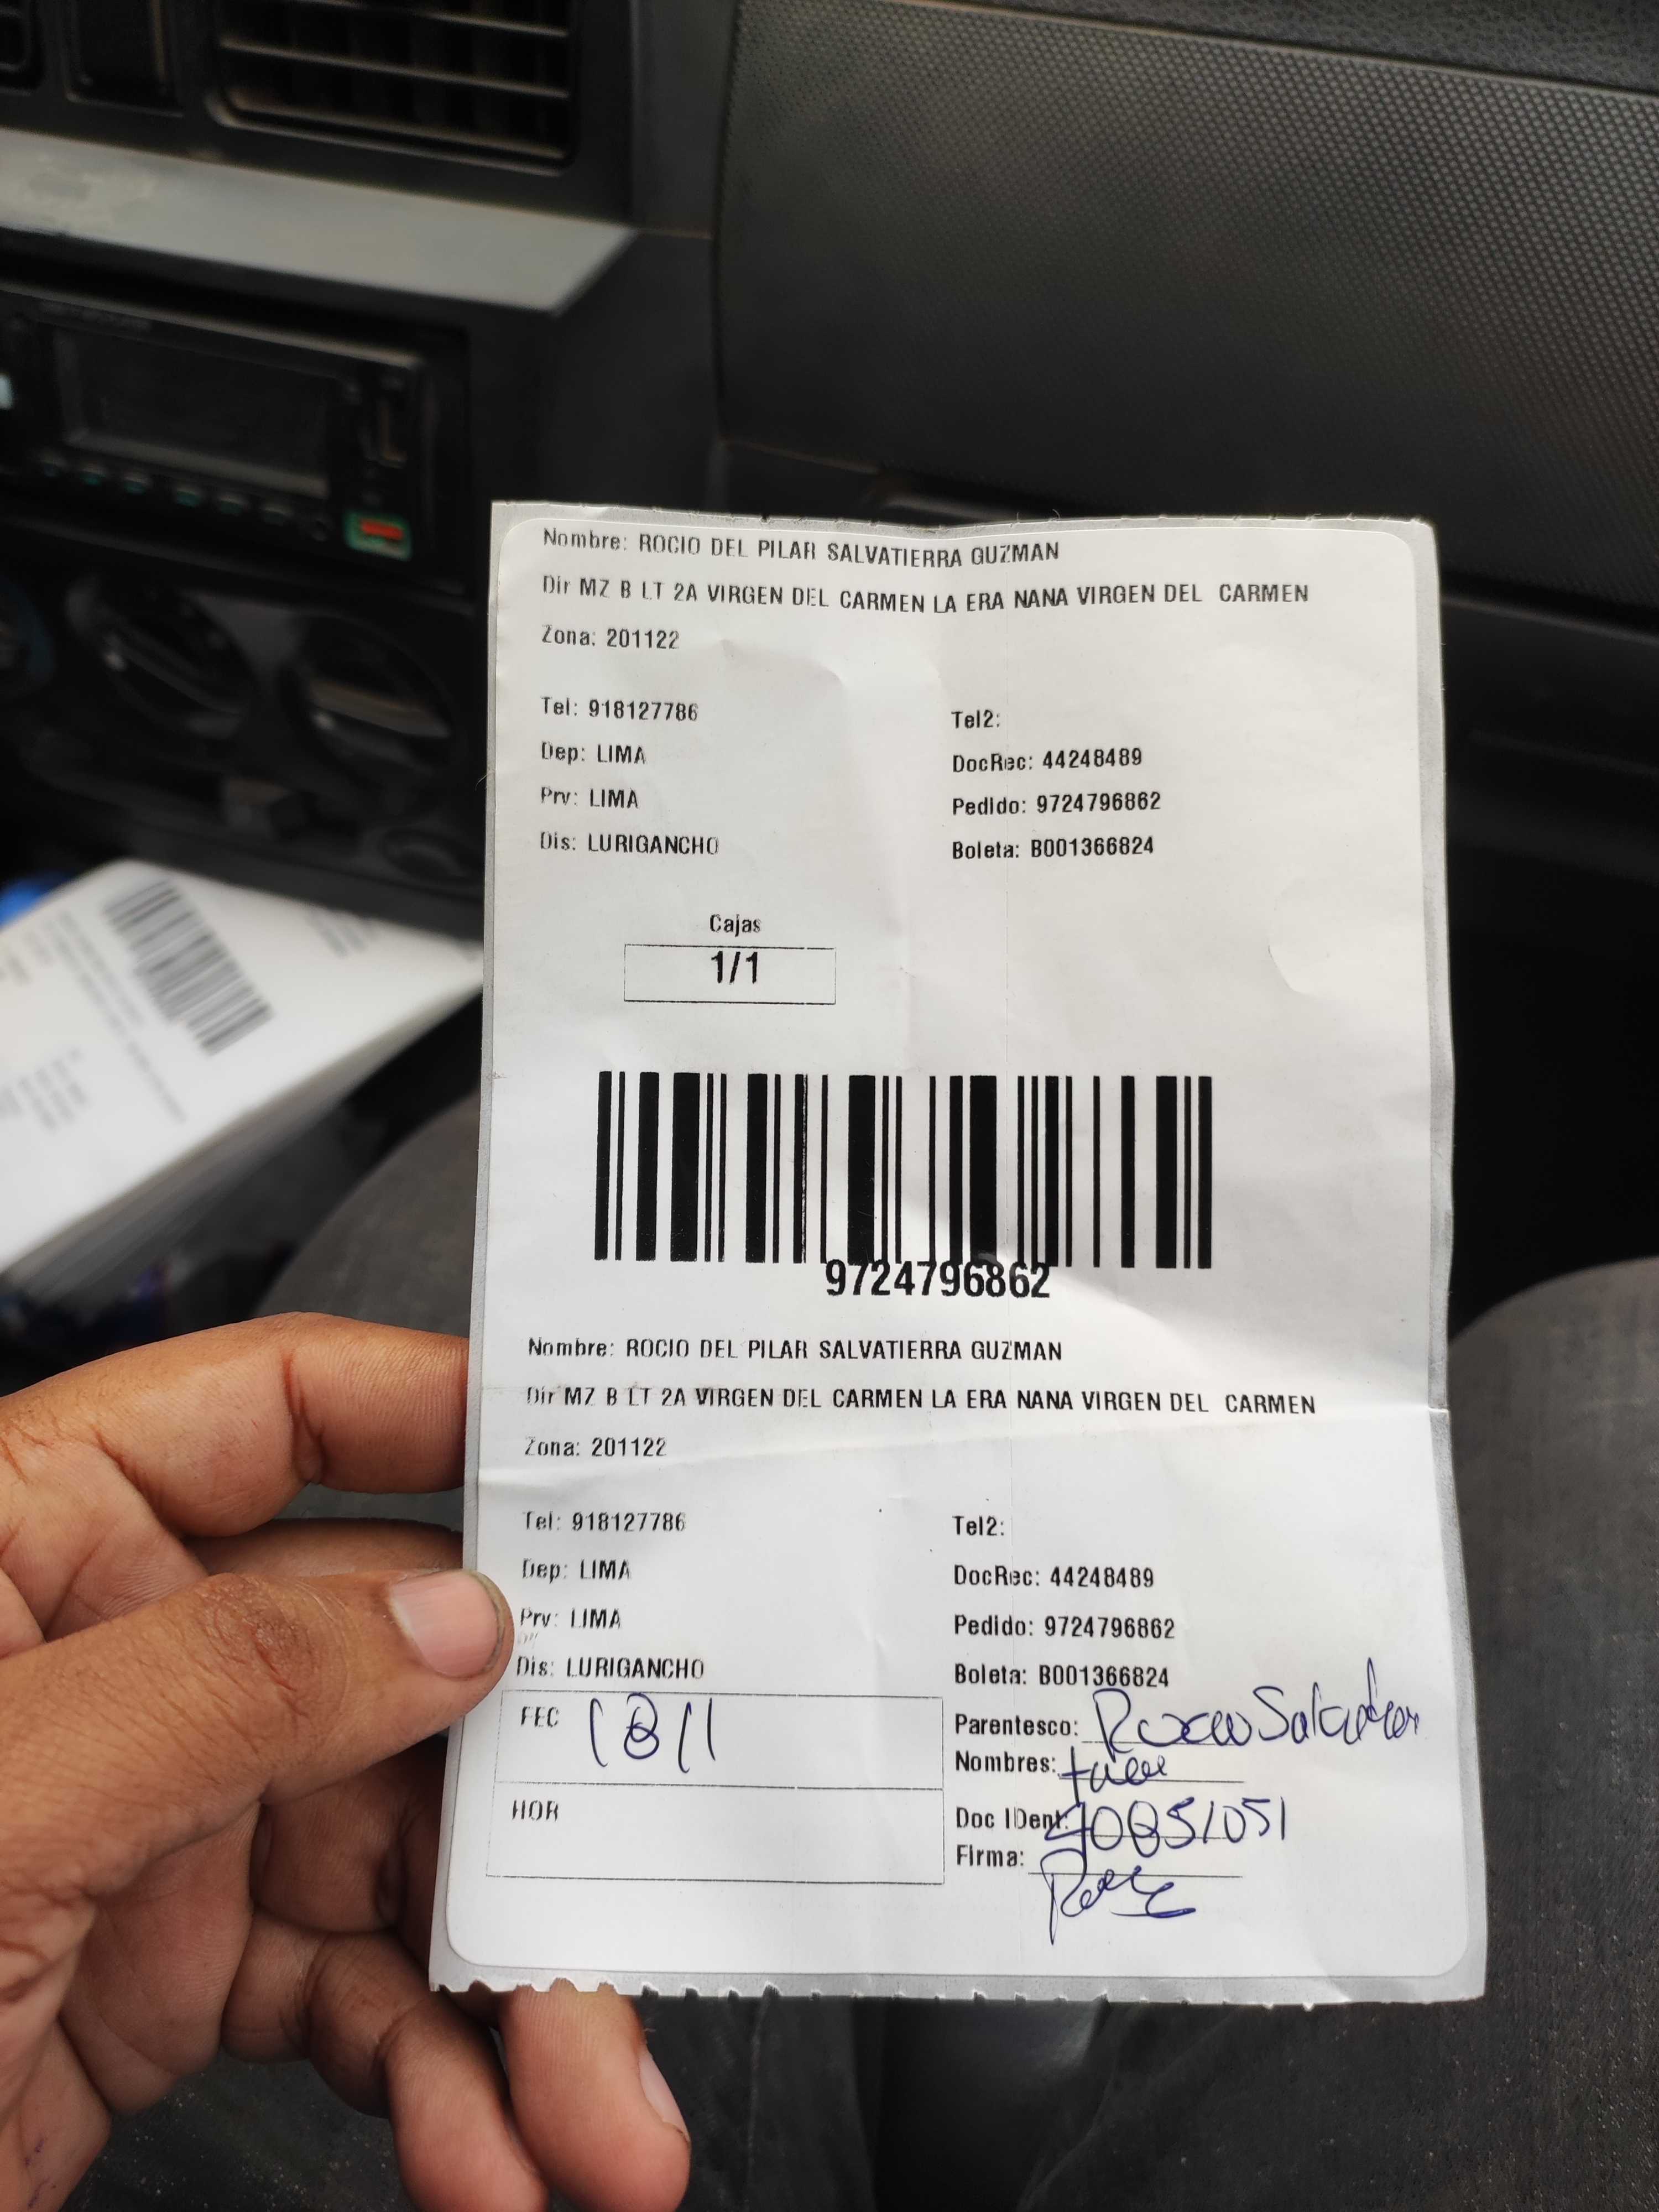 Nombre: ROCIO DEL PILAR SALVATIERRA GUZMAN
Dir MZ B LT 2A VIRGEN DEL CARMEN LA ERA NANA VIRGEN DEL CARMEN
Zona: 201122
Tel: 918127786 Tel2:
Dep: LIMA DocRec: 44248489
Prv: LIMA Pedido: 9724796862
Dis: LURIGANCHO Boleta: B001366824
Cajas
1/1
9724796862
Nombre: ROCIO DEL PILAR SALVATIERRA GUZMAN
Dir MZ B LT 2A VIRGEN DEL CARMEN LA ERA NANA VIRGEN DEL CARMEN
Zona: 201122
Tel: 918127786 Tel2:
Dep: LIMA DocRec: 44248489
Prv: LIMA Pedido: 9724796862
Dis: LURIGANCHO Boleta: B001366824
FEC Parentesco:
Nombres:
HOR Doc IDent:
Firma: